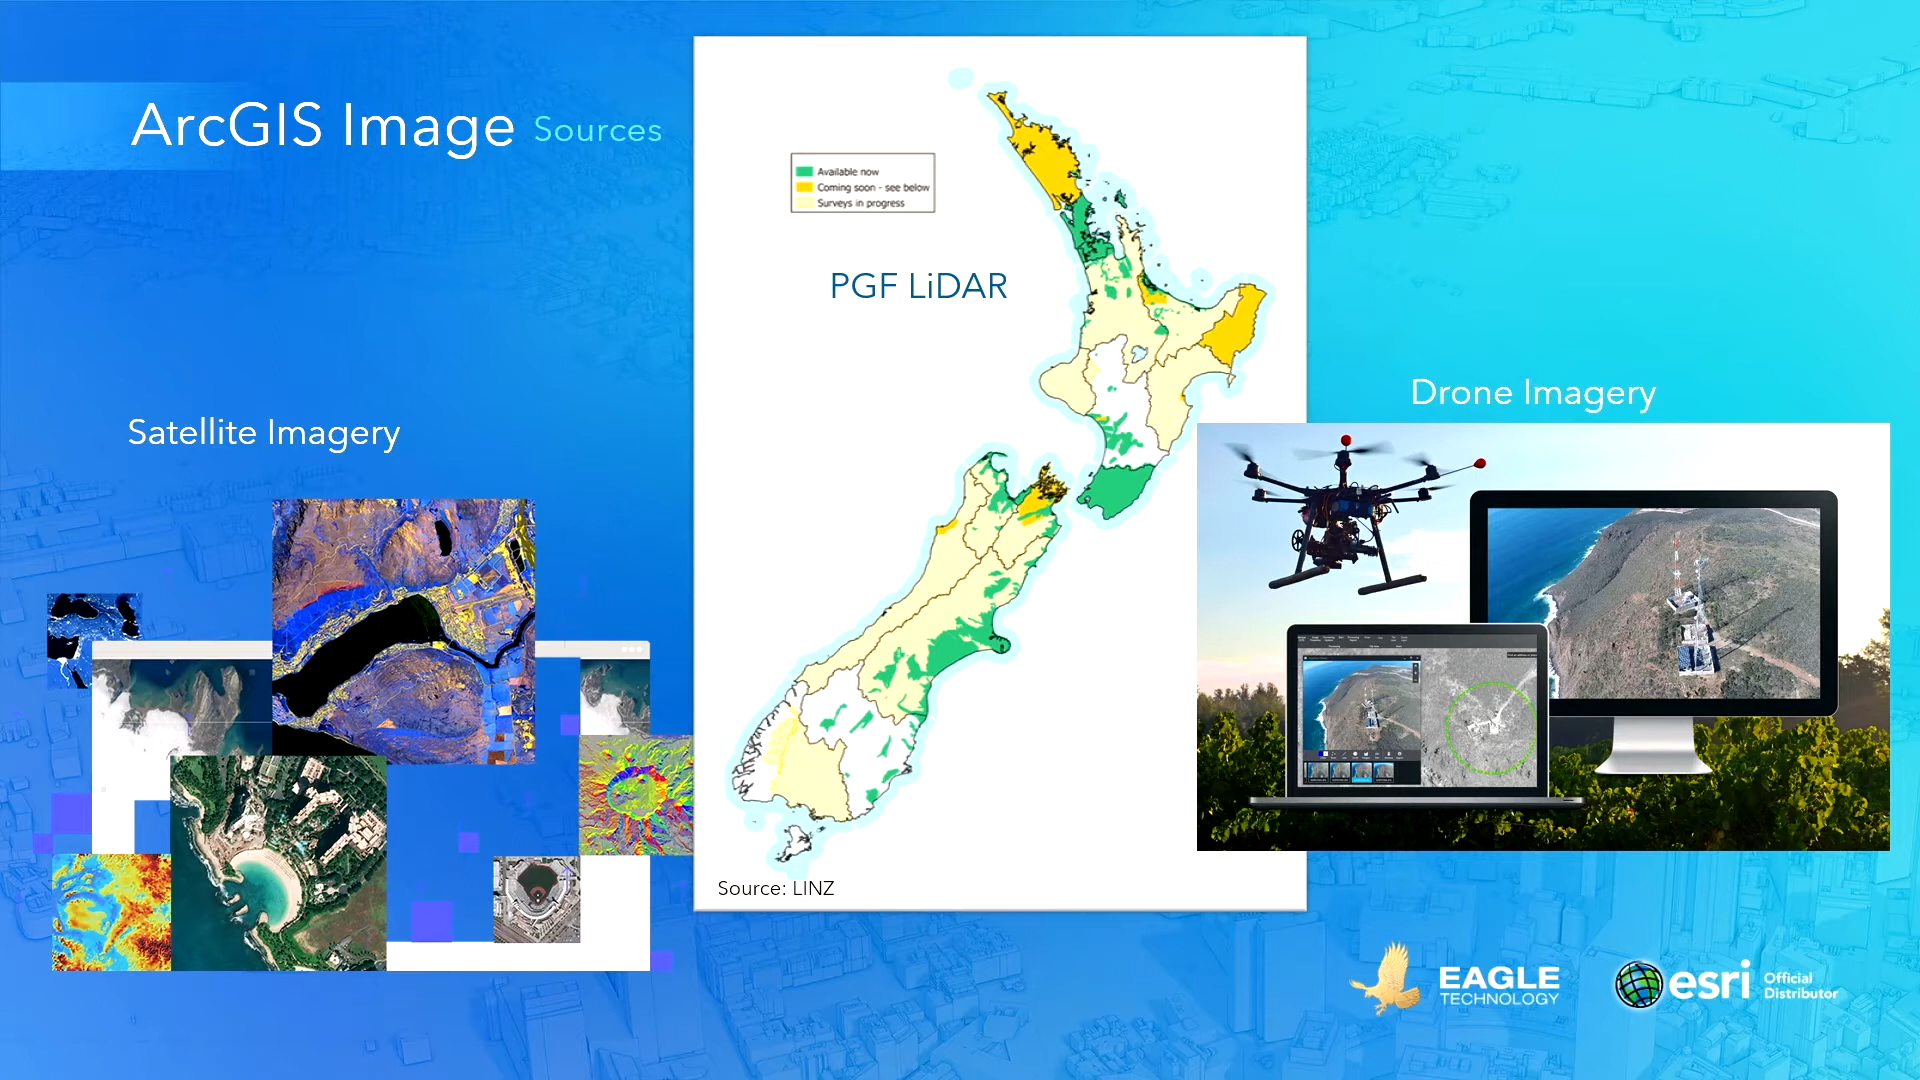 ArcGIS Image Sources
Available now
Coming soon - see below
Surveys in progress
PGF LiDAR
Drone Imagery
Satellite Imagery
Source: LINZ
EAGLE
TECHNOLOGY
esri Official
Distributor